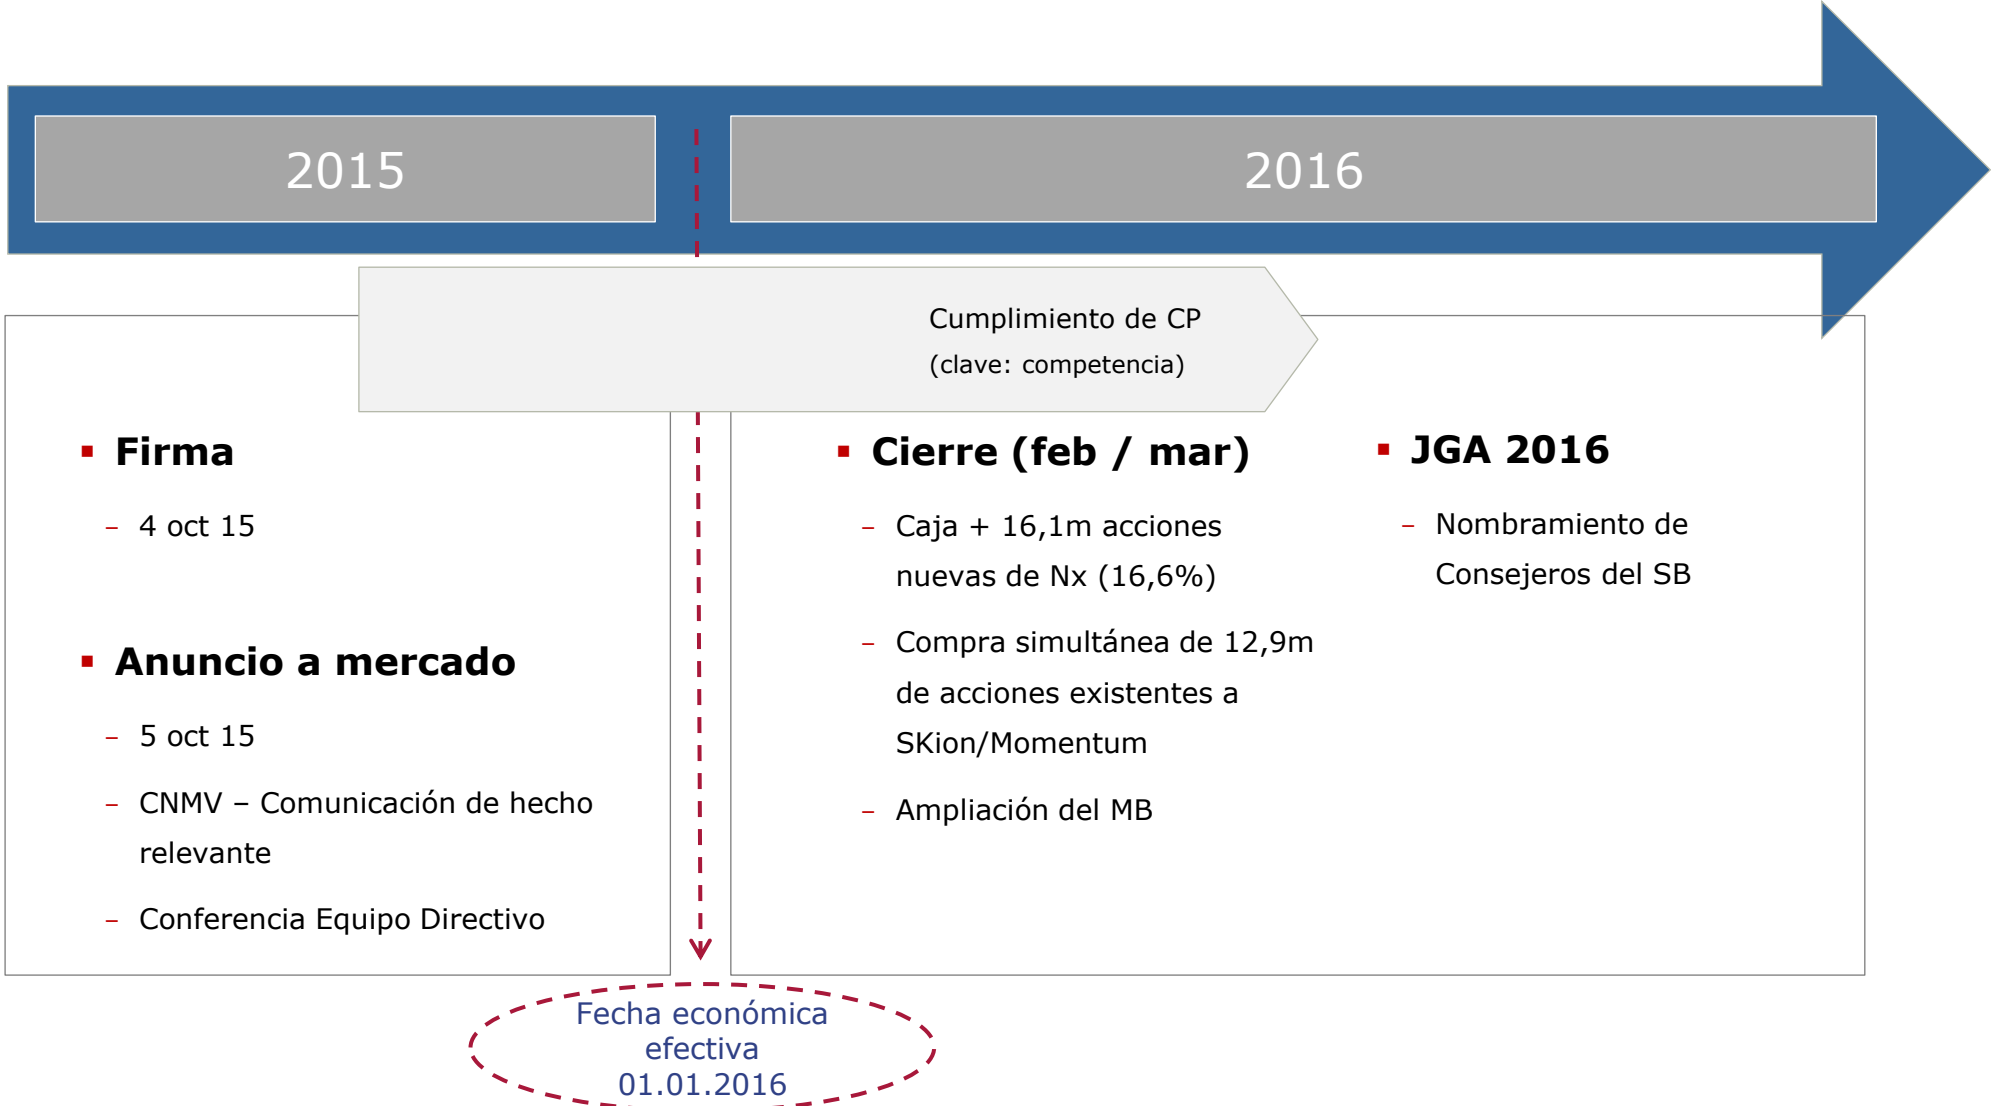 2015
2016
Cumplimiento de CP
(clave: competencia)
▪ Firma
– 4 oct 15
▪ Anuncio a mercado
– 5 oct 15
– CNMV – Comunicación de hecho
relevante
– Conferencia Equipo Directivo
▪ Cierre (feb / mar)
– Caja + 16,1m acciones
nuevas de Nx (16,6%)
– Compra simultánea de 12,9m
de acciones existentes a
SKion/Momentum
– Ampliación del MB
▪ JGA 2016
– Nombramiento de
Consejeros del SB
Fecha económica
efectiva
01.01.2016